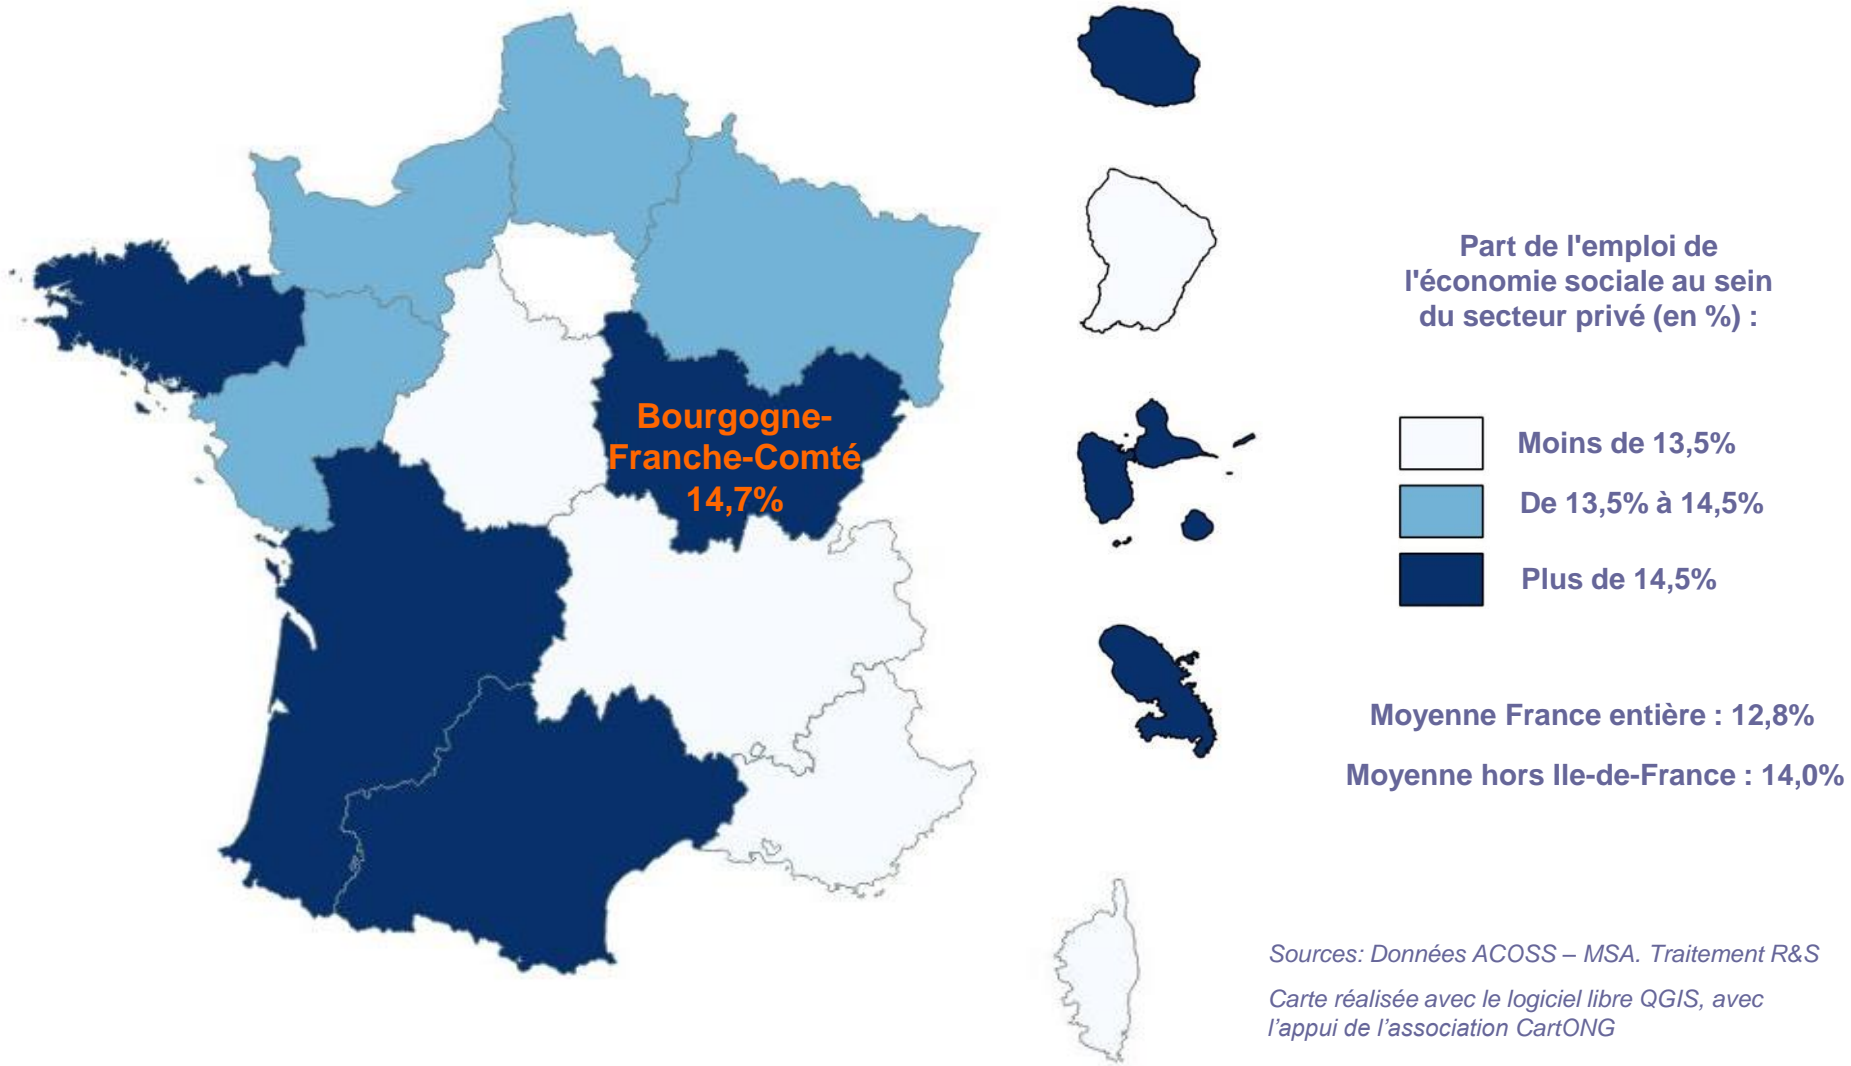 Part de l'emploi de
l'économie sociale au sein
du secteur privé (en %) :
Bourgogne-
Franche-Comté
14,7%
Moins de 13,5%
De 13,5% à 14,5%
Plus de 14,5%
Moyenne France entière : 12,8%
Moyenne hors Ile-de-France : 14,0%
Sources: Données ACOSS – MSA. Traitement R&S
Carte réalisée avec le logiciel libre QGIS, avec
l’appui de l’association CartONG